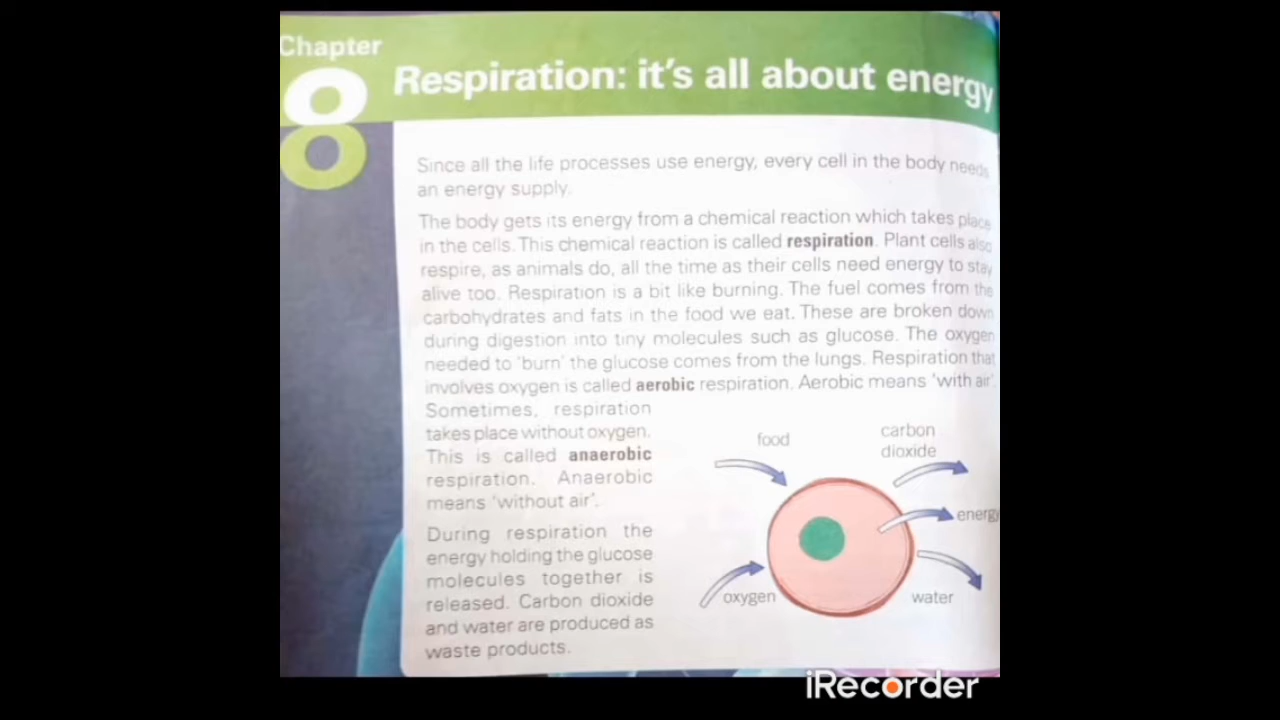 Chapter
8
Respiration: it's all about energy
Since all the life processes use energy, every cell in the body needs
an energy supply.
The body gets its energy from a chemical reaction which takes place
in the cells. This chemical reaction is called respiration. Plant cells also
respire, as animals do, all the time as their cells need energy to stay
alive too. Respiration is a bit like burning. The fuel comes from the
carbohydrates and fats in the food we eat. These are broken down
during digestion into tiny molecules such as glucose. The oxygen
needed to 'burn' the glucose comes from the lungs. Respiration that
involves oxygen is called aerobic respiration. Aerobic means 'with air'.
Sometimes, respiration
takes place without oxygen.
This is called anaerobic
respiration. Anaerobic
means 'without air'.
During respiration the
energy holding the glucose
molecules together is
released. Carbon dioxide
and water are produced as
waste products.
food
carbon
dioxide
energy
oxygen
water
iRecorder